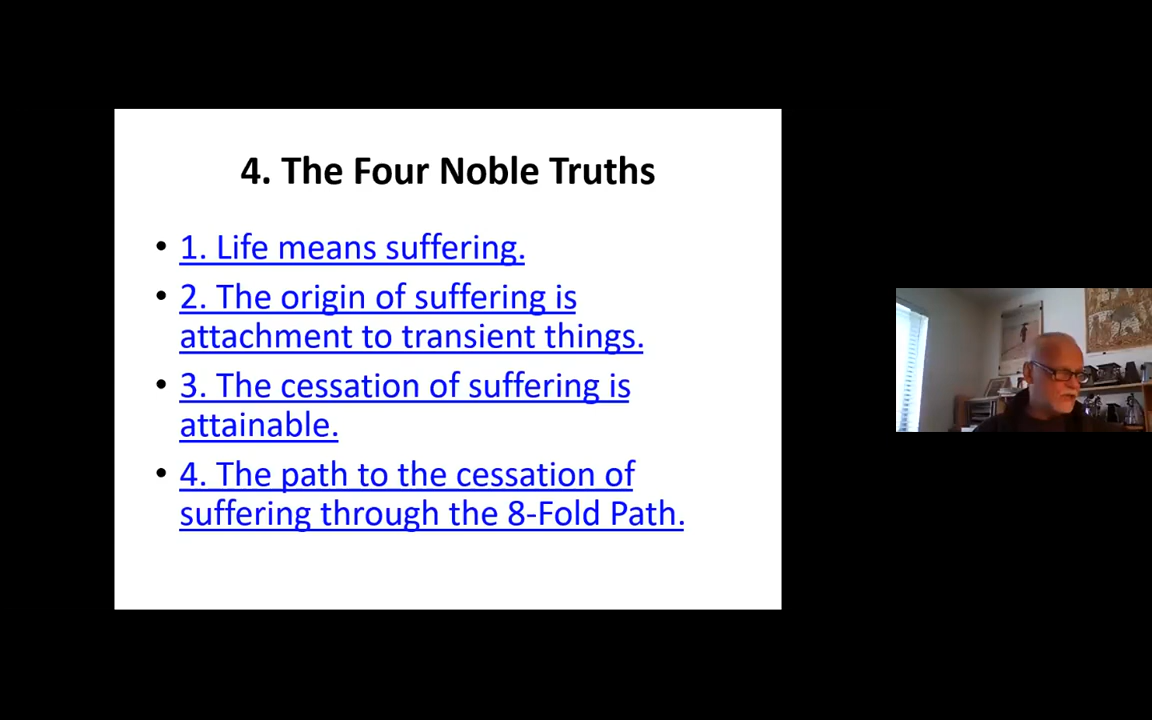 4. The Four Noble Truths
• 1. Life means suffering.
• 2. The origin of suffering is
attachment to transient things.
• 3. The cessation of suffering is
attainable.
• 4. The path to the cessation of
suffering through the 8-Fold Path.